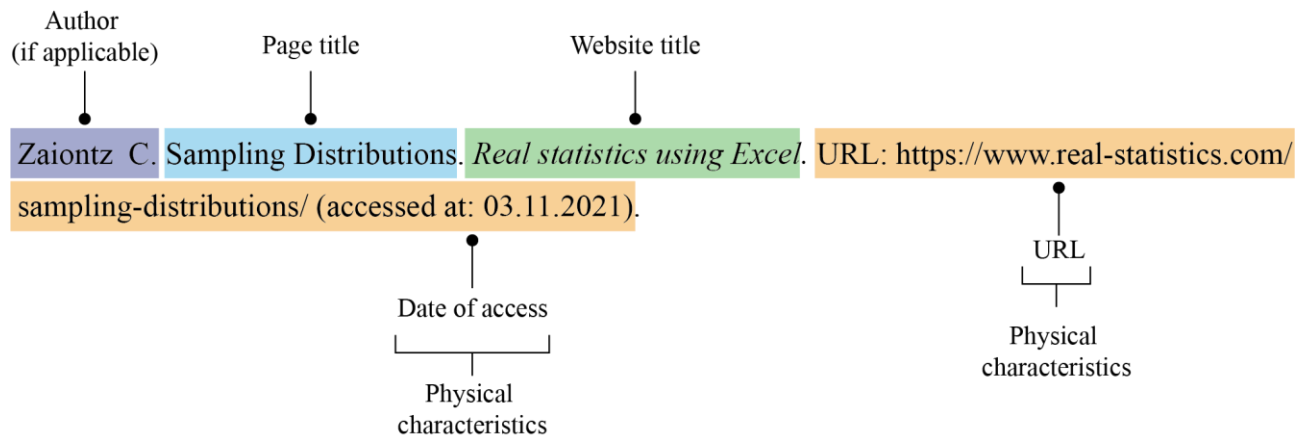 Author
(if applicable)
Page title
Website title
Zaiontz C. Sampling Distributions. Real statistics using Excel. URL: https://www.real-statistics.com/
sampling-distributions/ (accessed at: 03.11.2021).
URL
Date of access
Physical
characteristics
Physical
characteristics